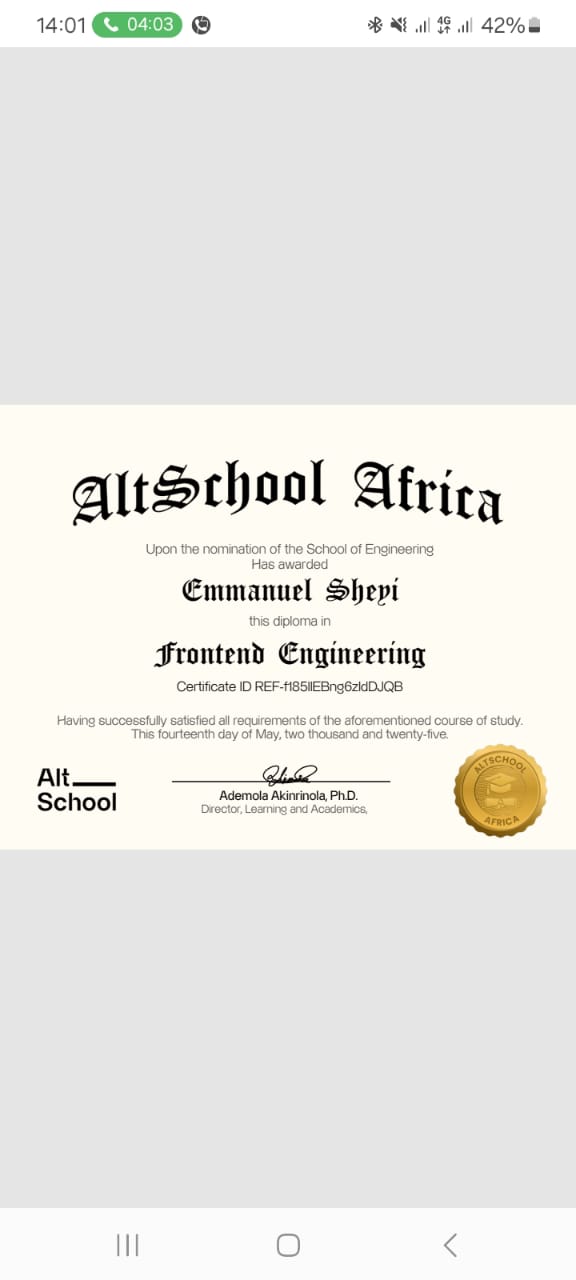 14:01 04:03 4G 42%
AltSchool Africa
Upon the nomination of the School of Engineering
Has awarded
Emmanuel Sheyi
this diploma in
Frontend Engineering
Certificate ID REF-f185llEBng6zldDJQB
Having successfully satisfied all requirements of the aforementioned course of study.
This fourteenth day of May, two thousand and twenty-five.
Alt
School
Ademola Akinrinola, Ph.D.
Director, Learning and Academics,
ALTSCHOOL
AFRICA